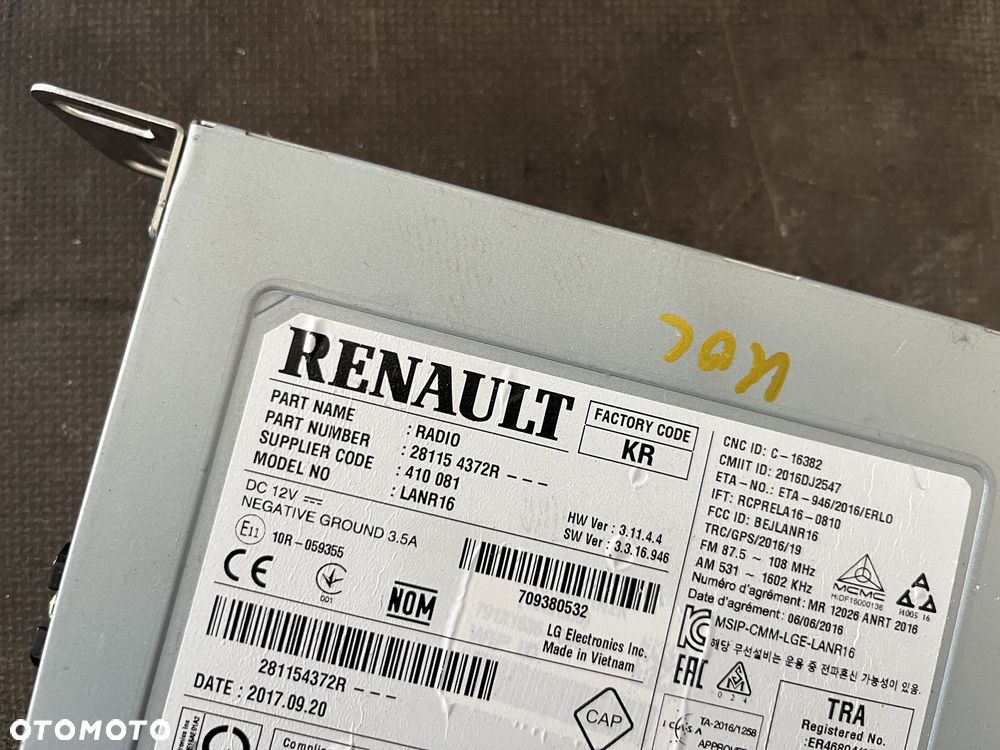 RENAULT
FACTORY CODE
KR
PART NAME : RADIO
PART NUMBER : 28115 4372R - - -
SUPPLIER CODE : 410 081
MODEL NO : LANR16
DC 12V
NEGATIVE GROUND 3.5A
HW Ver : 3.11.4.4
SW Ver : 3.3.16.946
E11
10R-059355
CE
001
NOM
709380532
LG Electronics Inc.
Made in Vietnam
281154372R - - -
DATE : 2017.09.20
CAP
CNC ID: C-16382
CMIIT ID: 2016DJ2547
ETA-NO.: ETA-946/2016/ERLO
IFT: RCPRELA16-0810
FCC ID: BEJLANR16
TRC/GPS/2016/19
FM 87.5 ~ 108 MHz
AM 531 ~ 1602 KHz
Numéro d'agrément: MR 12026 ANRT 2016
Date d'agrément: 06/06/2016
MCMC
HIDF16000136
MSIP-CMM-LGE-LANR16
해당 무선설비는 운용 중 전파혼신 가능성이 있음.
EAC
024
ICASA
TA-2016/1258
APPROVED
TRA
Registered No.
OTOMOTO